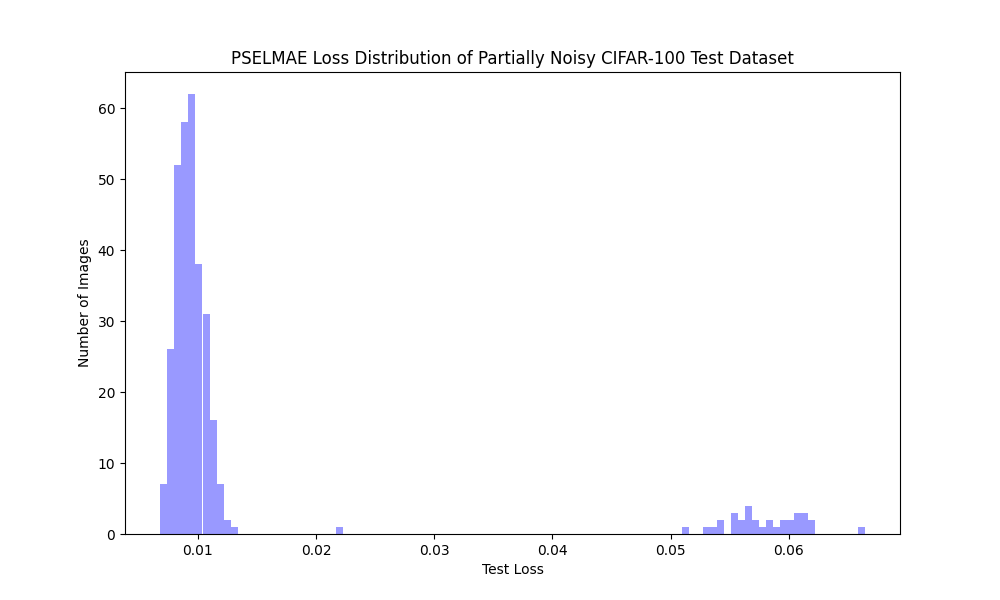 PSELMAE Loss Distribution of Partially Noisy CIFAR-100 Test Dataset
Number of Images
60
50
40
30
20
10
0
0.01 0.02 0.03 0.04 0.05 0.06
Test Loss